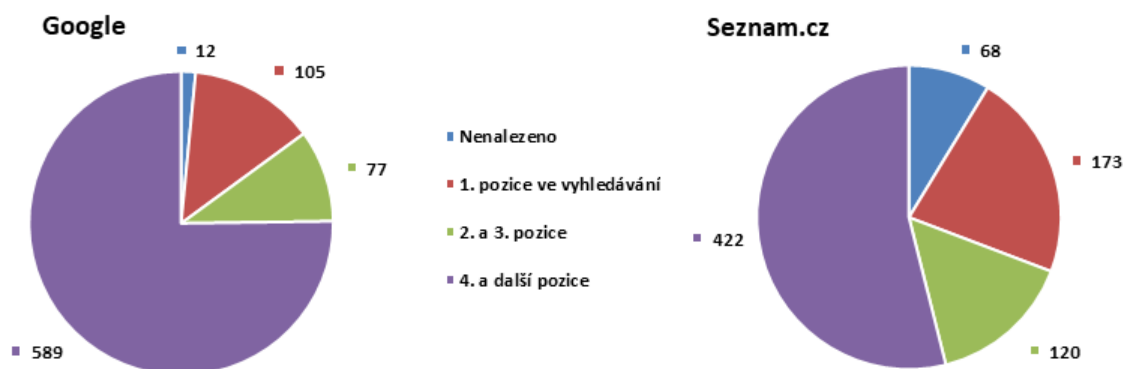 Google
12
105
77
589
Nenalezeno
1. pozice ve vyhledávání
2. a 3. pozice
4. a další pozice
Seznam.cz
68
173
422
120